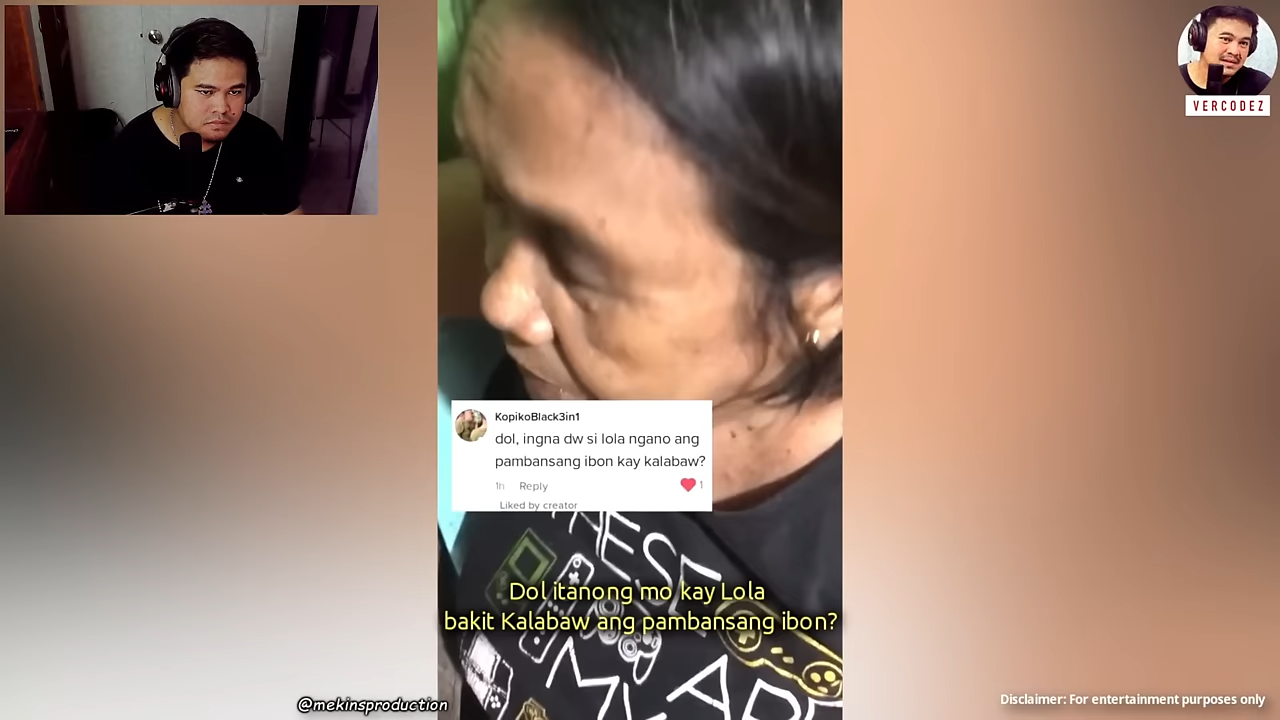 VERCODEZ
KopikoBlack3in1
dol, ingna dw si lola ngano ang
pambansang ibon kay kalabaw?
1h Reply 1
Liked by creator
Dol itanong mo kay Lola
bakit Kalabaw ang pambansang ibon?
@mekinsproduction
Disclaimer: For entertainment purposes only